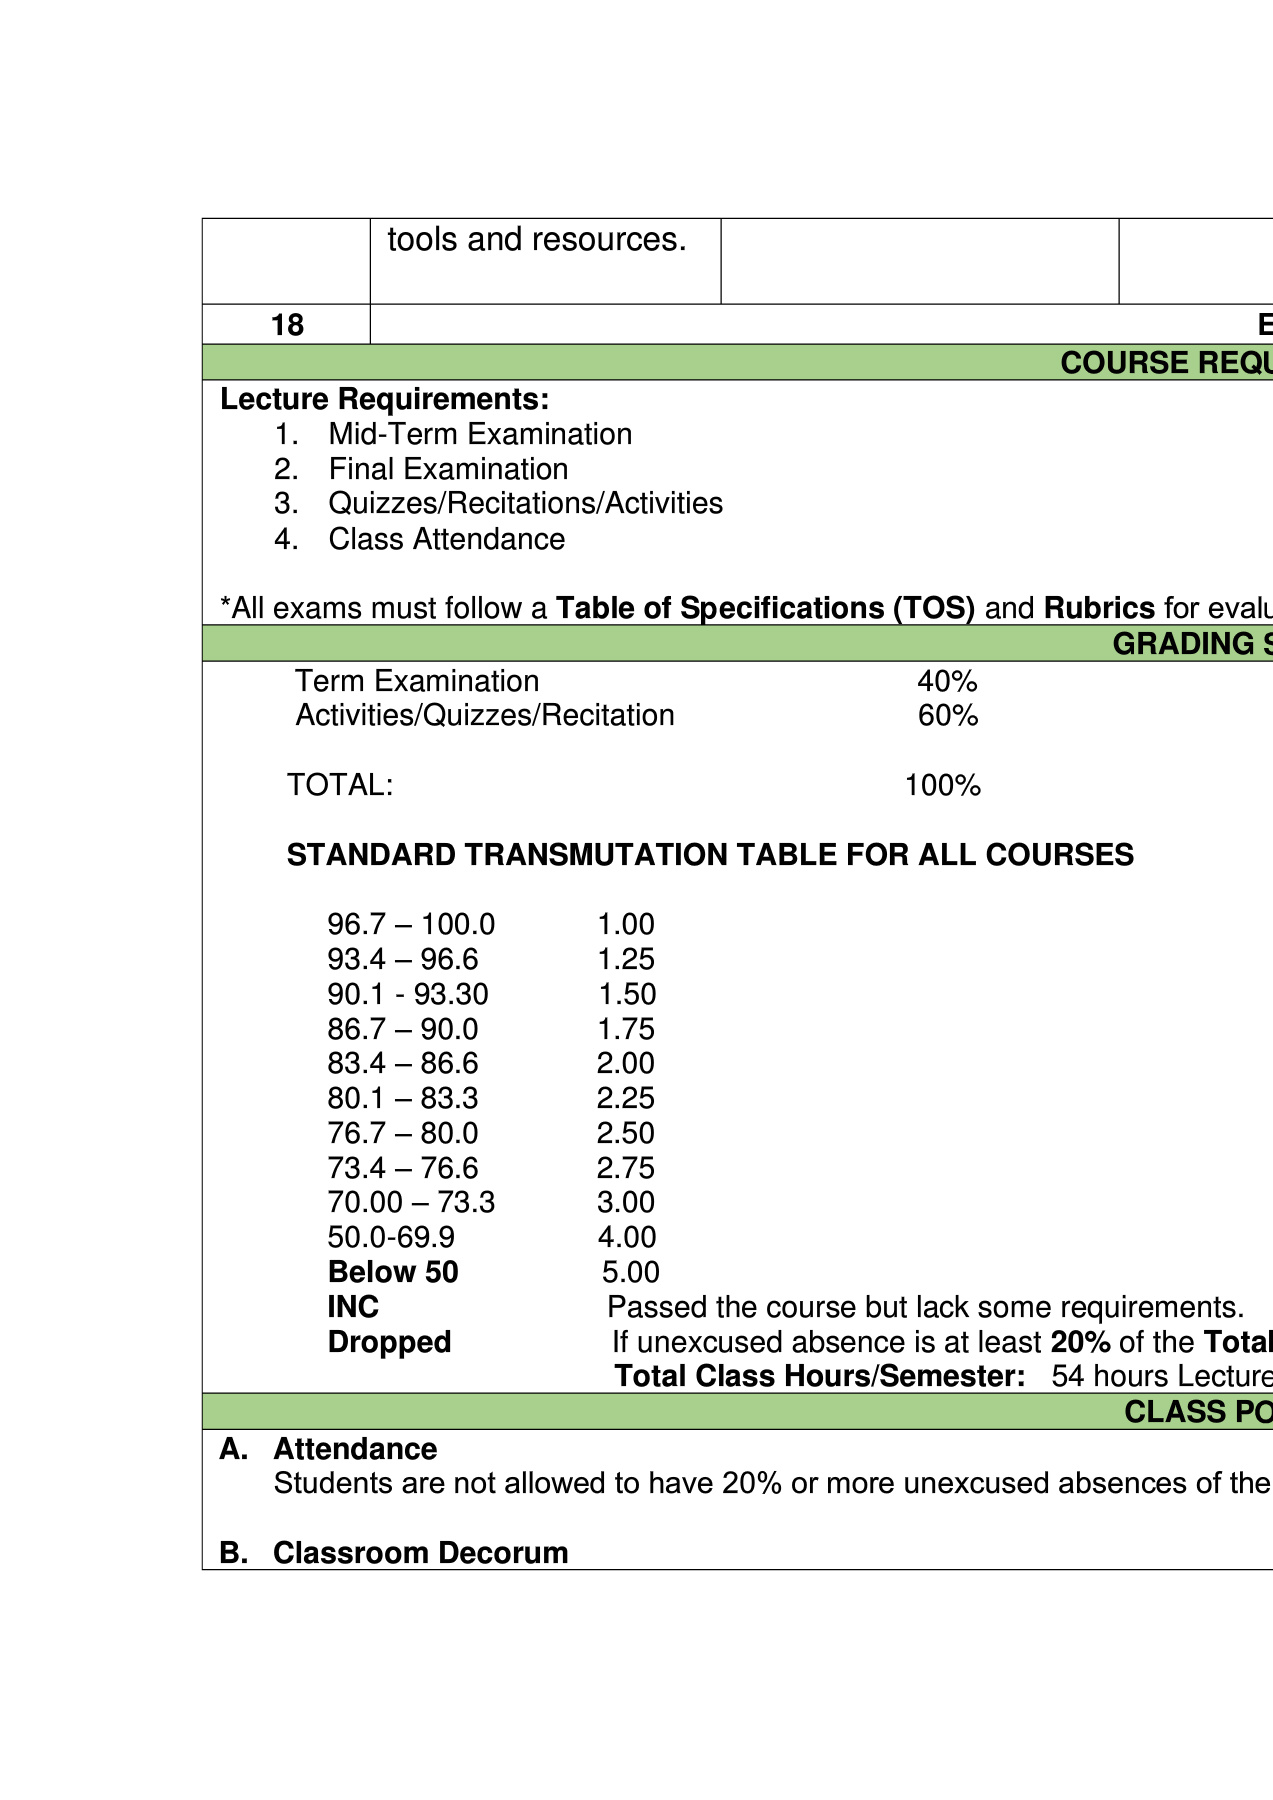 tools and resources.
18 E
COURSE REQU
Lecture Requirements:
1. Mid-Term Examination
2. Final Examination
3. Quizzes/Recitations/Activities
4. Class Attendance
*All exams must follow a Table of Specifications (TOS) and Rubrics for evalu
GRADING S
Term Examination 40%
Activities/Quizzes/Recitation 60%
TOTAL: 100%
STANDARD TRANSMUTATION TABLE FOR ALL COURSES
96.7 – 100.0 1.00
93.4 – 96.6 1.25
90.1 - 93.30 1.50
86.7 – 90.0 1.75
83.4 – 86.6 2.00
80.1 – 83.3 2.25
76.7 – 80.0 2.50
73.4 – 76.6 2.75
70.00 – 73.3 3.00
50.0-69.9 4.00
Below 50 5.00
INC Passed the course but lack some requirements.
Dropped If unexcused absence is at least 20% of the Total
Total Class Hours/Semester: 54 hours Lecture
CLASS PO
A. Attendance
Students are not allowed to have 20% or more unexcused absences of the
B. Classroom Decorum